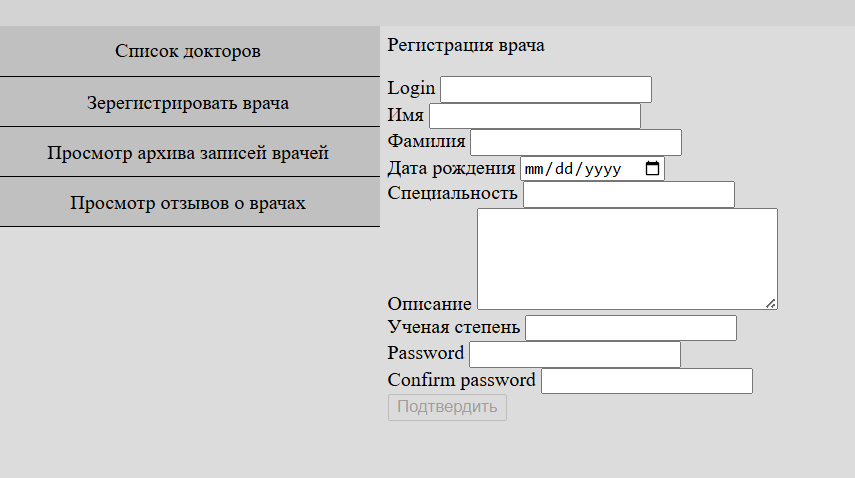 Список докторов
Зерегистрировать врача
Просмотр архива записей врачей
Просмотр отзывов о врачах
Регистрация врача
Login
Имя
Фамилия
Дата рождения mm/dd/yyyy
Специальность
Описание
Ученая степень
Password
Confirm password
Подтвердить